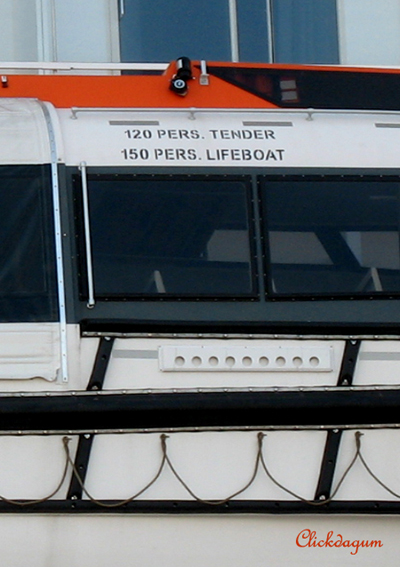 120 PERS. TENDER
150 PERS. LIFEBOAT
Clickdagum